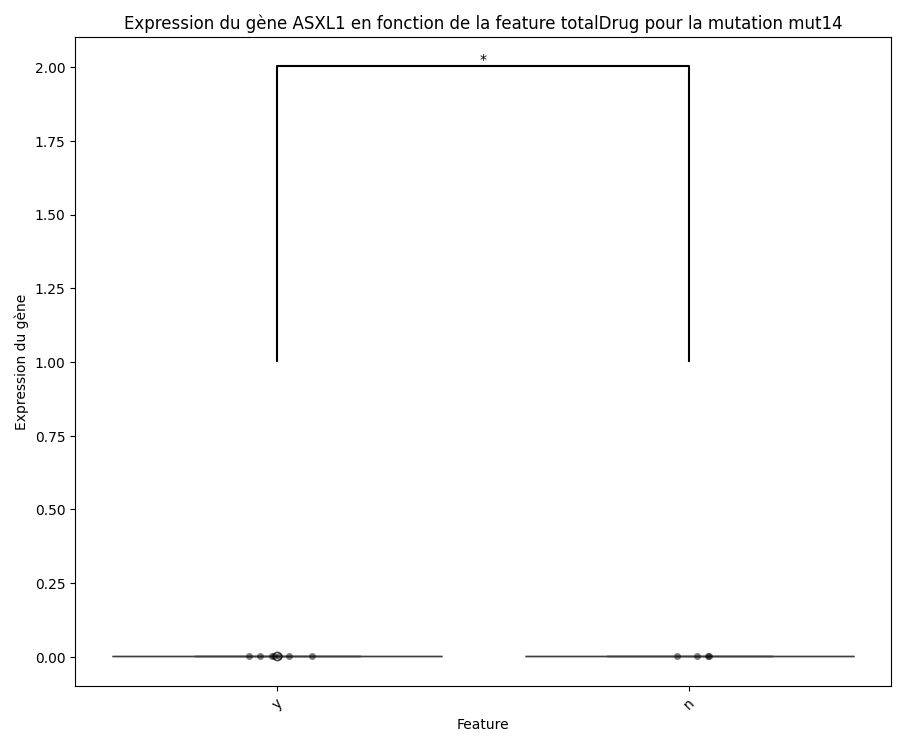 Expression du gène ASXL1 en fonction de la feature totalDrug pour la mutation mut14
*
2.00
1.75
1.50
1.25
1.00
0.75
0.50
0.25
0.00
Expression du gène
y
n
Feature